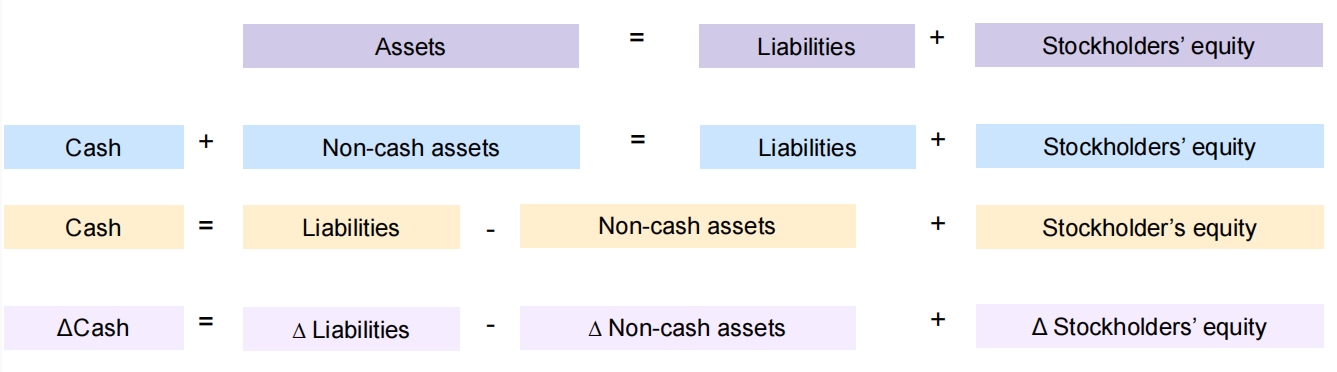 Assets = Liabilities + Stockholders’ equity
Cash + Non-cash assets = Liabilities + Stockholders’ equity
Cash = Liabilities - Non-cash assets + Stockholder’s equity
ΔCash = Δ Liabilities - Δ Non-cash assets + Δ Stockholders’ equity